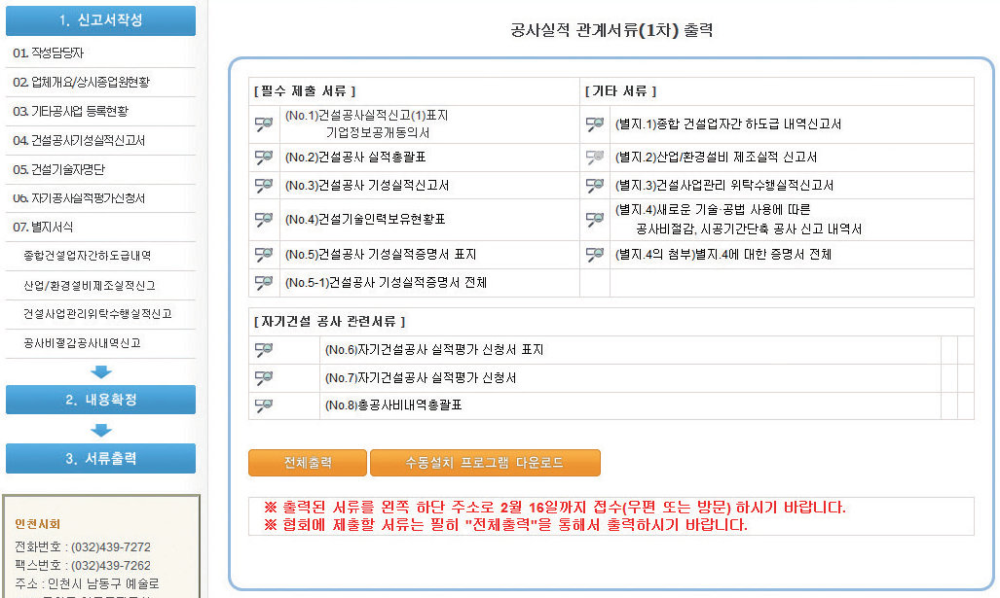 1. 신고서작성
01. 작성담당자
02. 업체개요/상시종업원현황
03. 기타공사업 등록현황
04. 건설공사기성실적신고서
05. 건설기술자명단
06. 자기공사실적평가신청서
07. 별지서식
종합건설업자간하도급내역
산업/환경설비제조실적신고
건설사업관리위탁수행실적신고
공사비절감공사내역신고
2. 내용확정
3. 서류출력
인천시회
전화번호 : (032)439-7272
팩스번호 : (032)439-7262
주소 : 인천시 남동구 예술로
공사실적 관계서류(1차) 출력
[ 필수 제출 서류 ]
[ 기타 서류 ]
(No.1)건설공사실적신고(1)표지
기업정보공개동의서
(별지.1)종합 건설업자간 하도급 내역신고서
(No.2)건설공사 실적총괄표
(별지.2)산업/환경설비 제조실적 신고서
(No.3)건설공사 기성실적신고서
(별지.3)건설사업관리 위탁수행실적신고서
(No.4)건설기술인력보유현황표
(별지.4)새로운 기술·공법 사용에 따른
공사비절감, 시공기간단축 공사 신고 내역서
(No.5)건설공사 기성실적증명서 표지
(별지.4의 첨부)별지.4에 대한 증명서 전체
(No.5-1)건설공사 기성실적증명서 전체
[ 자기건설 공사 관련서류 ]
(No.6)자기건설공사 실적평가 신청서 표지
(No.7)자기건설공사 실적평가 신청서
(No.8)총공사비내역총괄표
전체출력
수동설치 프로그램 다운로드
※ 출력된 서류를 왼쪽 하단 주소로 2월 16일까지 접수(우편 또는 방문) 하시기 바랍니다.
※ 협회에 제출할 서류는 필히 "전체출력"을 통해서 출력하시기 바랍니다.